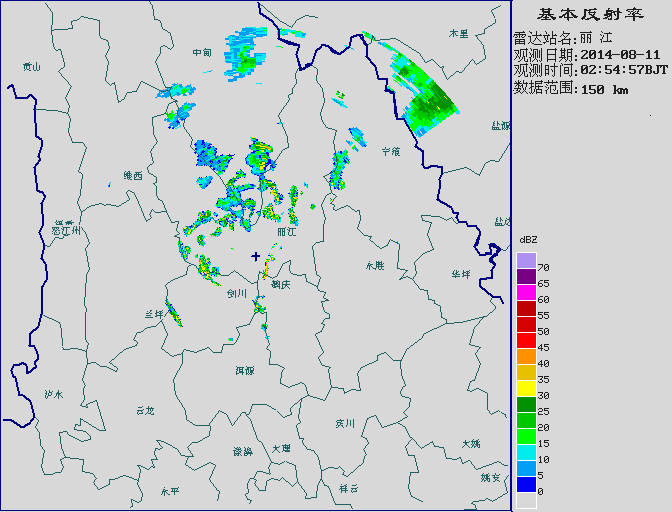 基本反射率
雷达站名:丽 江
观测日期:2014-08-11
观测时间:02:54:57BJT
数据范围:150 km
木里
中甸
贡山
盐源
宁蒗
维西
盐边
怒江州
丽江
永胜
华坪
剑川
鹤庆
兰坪
洱源
泸水
云龙
宾川
大姚
漾濞
大理
姚安
永平
祥云
dBZ
70
65
60
55
50
45
40
35
30
25
20
15
10
5
0